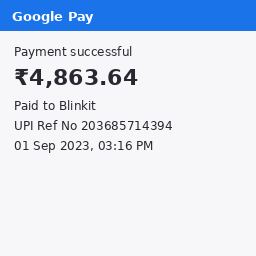 Google Pay
Payment successful
₹4,863.64
Paid to Blinkit
UPI Ref No 203685714394
01 Sep 2023, 03:16 PM